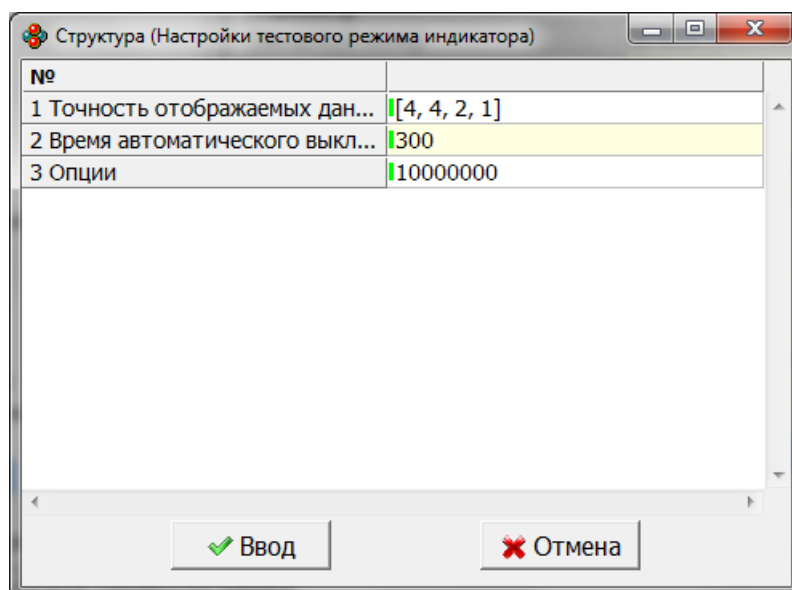 Структура (Настройки тестового режима индикатора)
№
1 Точность отображаемых дан... [4, 4, 2, 1]
2 Время автоматического выкл... 300
3 Опции 10000000
Ввод Отмена